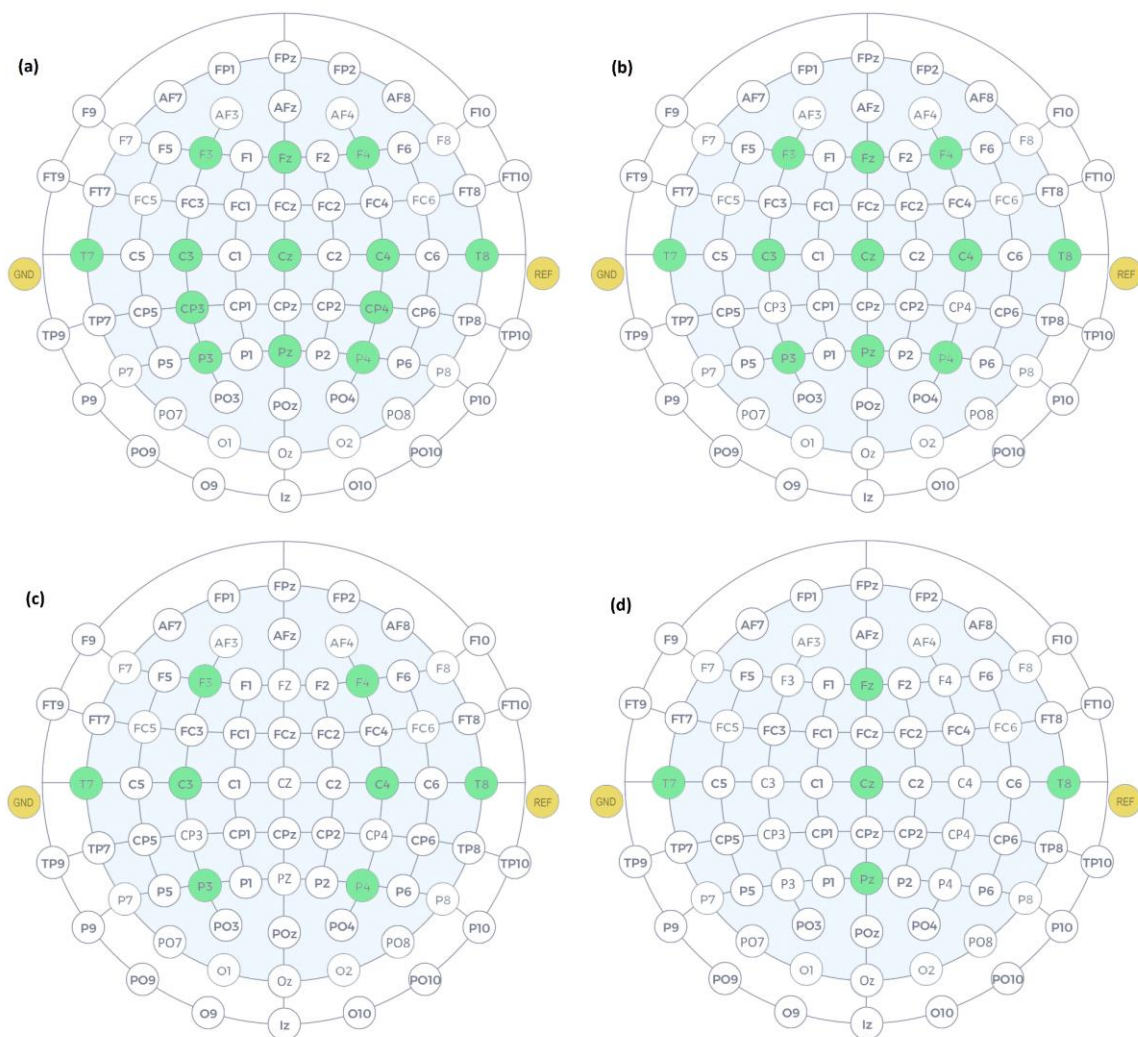 (a)
FPz
FP1 FP2
AF7 AFz AF8
F9 AF3 AF4 F10
F7 F5 F3 F1 Fz F2 F4 F6 F8
FT9 FT7 FC5 FC3 FC1 FCz FC2 FC4 FC6 FT8 FT10
T7 C5 C3 C1 Cz C2 C4 C6 T8
GND REF
TP9 TP7 CP5 CP3 CP1 CPz CP2 CP4 CP6 TP8 TP10
P7 P5 P3 P1 Pz P2 P4 P6 P8
P9 PO3 POz PO4 P10
PO7 PO8
O1 Oz O2
PO9 PO10
O9 Iz O10
(b)
FPz
FP1 FP2
AF7 AFz AF8
F9 AF3 AF4 F10
F7 F5 F3 F1 Fz F2 F4 F6 F8
FT9 FT7 FC5 FC3 FC1 FCz FC2 FC4 FC6 FT8 FT10
T7 C5 C3 C1 Cz C2 C4 C6 T8
GND REF
TP9 TP7 CP5 CP3 CP1 CPz CP2 CP4 CP6 TP8 TP10
P7 P5 P3 P1 Pz P2 P4 P6 P8
P9 PO3 POz PO4 P10
PO7 PO8
O1 Oz O2
PO9 PO10
O9 Iz O10
(c)
FPz
FP1 FP2
AF7 AFz AF8
F9 AF3 AF4 F10
F7 F5 F3 F1 FZ F2 F4 F6 F8
FT9 FT7 FC5 FC3 FC1 FCz FC2 FC4 FC6 FT8 FT10
T7 C5 C3 C1 CZ C2 C4 C6 T8
GND REF
TP9 TP7 CP5 CP3 CP1 CPz CP2 CP4 CP6 TP8 TP10
P7 P5 P3 P1 PZ P2 P4 P6 P8
P9 PO3 POz PO4 P10
PO7 PO8
O1 Oz O2
PO9 PO10
O9 Iz O10
(d)
FPz
FP1 FP2
AF7 AFz AF8
F9 AF3 AF4 F10
F7 F5 F3 F1 Fz F2 F4 F6 F8
FT9 FT7 FC5 FC3 FC1 FCz FC2 FC4 FC6 FT8 FT10
T7 C5 C3 C1 Cz C2 C4 C6 T8
GND REF
TP9 TP7 CP5 CP3 CP1 CPz CP2 CP4 CP6 TP8 TP10
P7 P5 P3 P1 Pz P2 P4 P6 P8
P9 PO3 POz PO4 P10
PO7 PO8
O1 Oz O2
PO9 PO10
O9 Iz O10